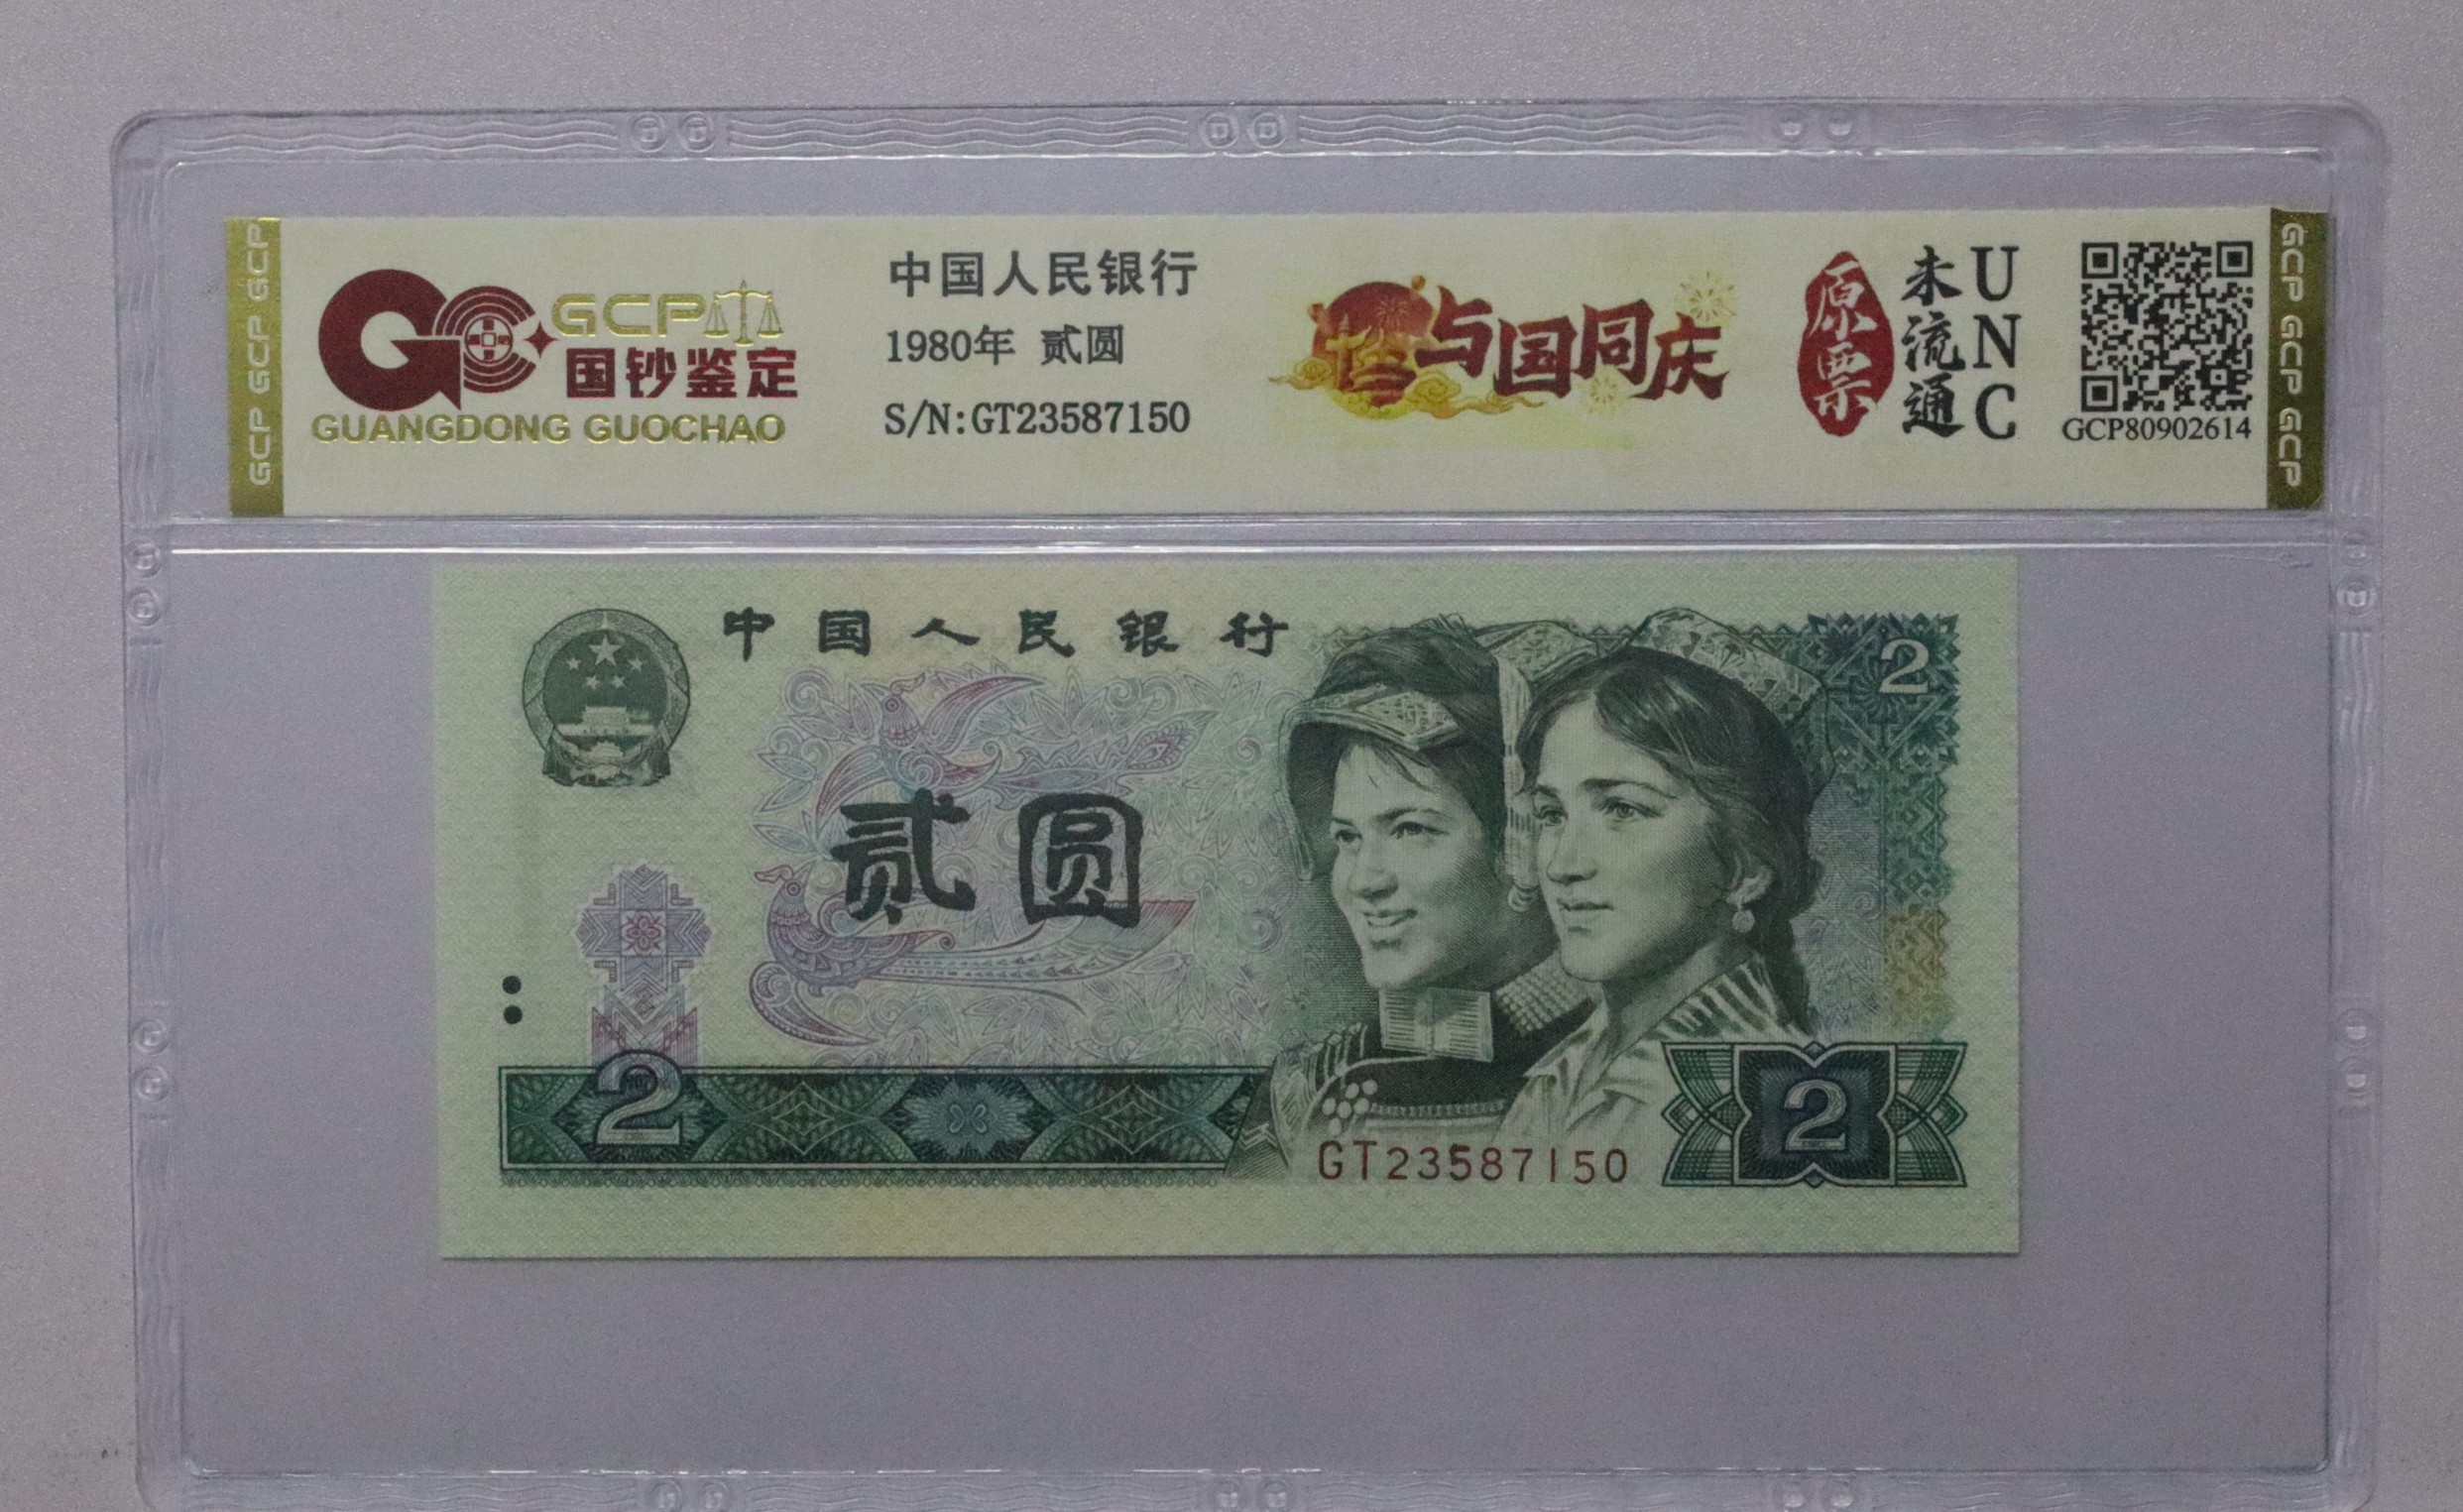 GCP GCP GCP
GCP
国钞鉴定
GUANGDONG GUOCHAO
中国人民银行
1980年 贰圆
S/N:GT23587150
与国同庆
原票
未流通
UNC
GCP80902614
GCP GCP GCP
中国人民银行
2
贰圆
2
GT23587150
2